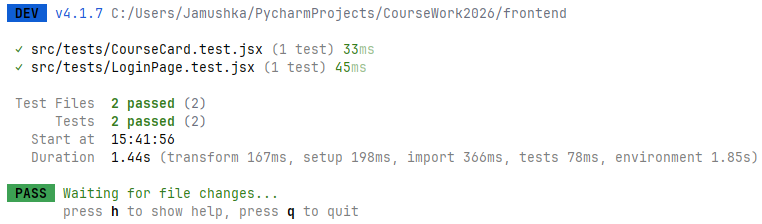 DEV v4.1.7 C:/Users/Jamushka/PycharmProjects/CourseWork2026/frontend
✓ src/tests/CourseCard.test.jsx (1 test) 33ms
✓ src/tests/LoginPage.test.jsx (1 test) 45ms
Test Files 2 passed (2)
Tests 2 passed (2)
Start at 15:41:56
Duration 1.44s (transform 167ms, setup 198ms, import 366ms, tests 78ms, environment 1.85s)
PASS Waiting for file changes...
press h to show help, press q to quit